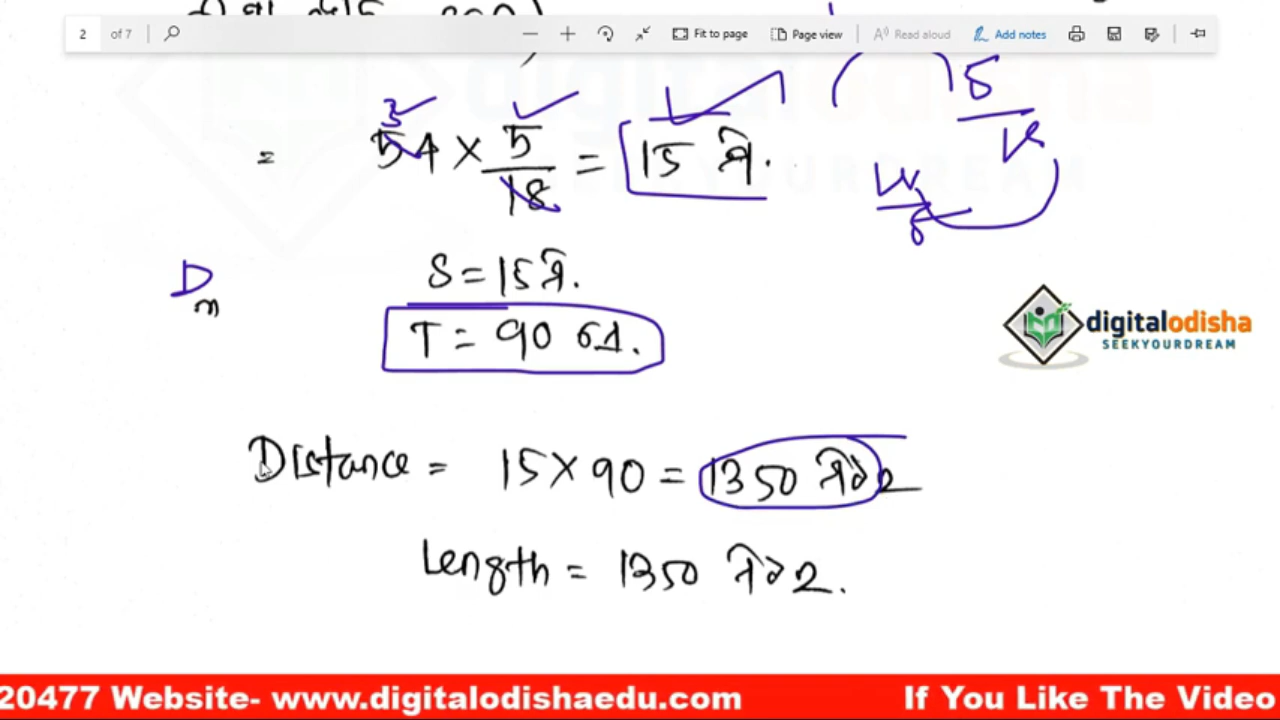 2 of 7 Fit to page Page view Read aloud Add notes
5
3
= 54 × 5/18 = 15 ମି.
D
S = 15 ମି.
T = 90 ସେ.
digitalodisha
SEEKYOURDREAM
Distance = 15 × 90 = 1350 ମିଟର
Length = 1350 ମିଟର.
20477 Website- www.digitalodishaedu.com If You Like The Video